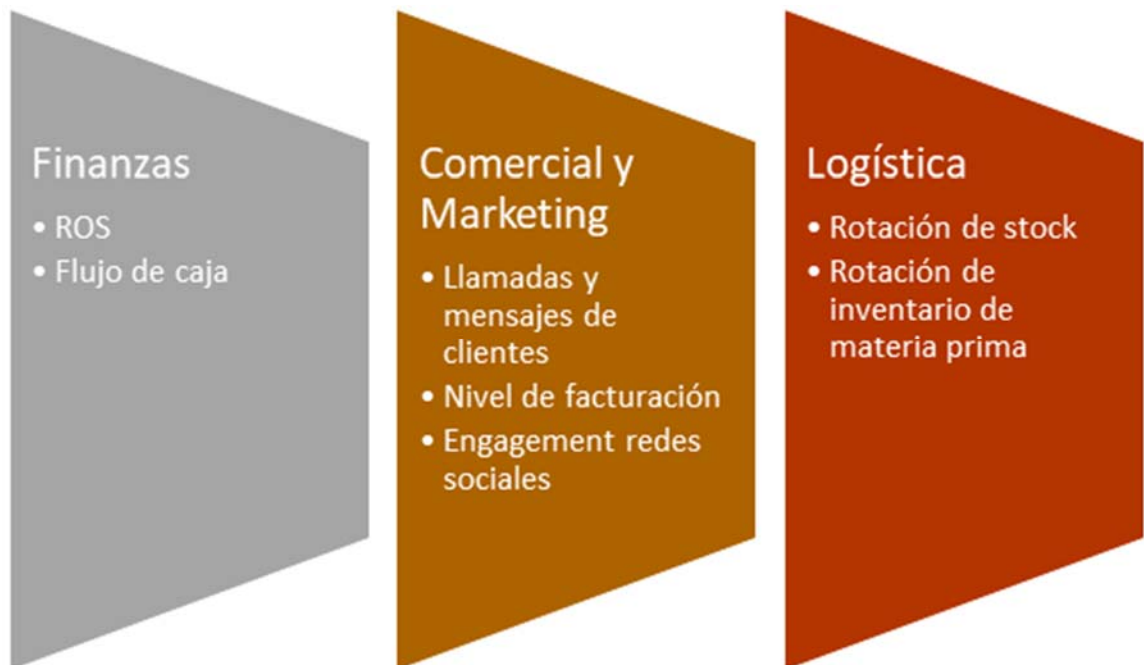 Finanzas
• ROS
• Flujo de caja
Comercial y
Marketing
• Llamadas y
mensajes de
clientes
• Nivel de facturación
• Engagement redes
sociales
Logística
• Rotación de stock
• Rotación de
inventario de
materia prima